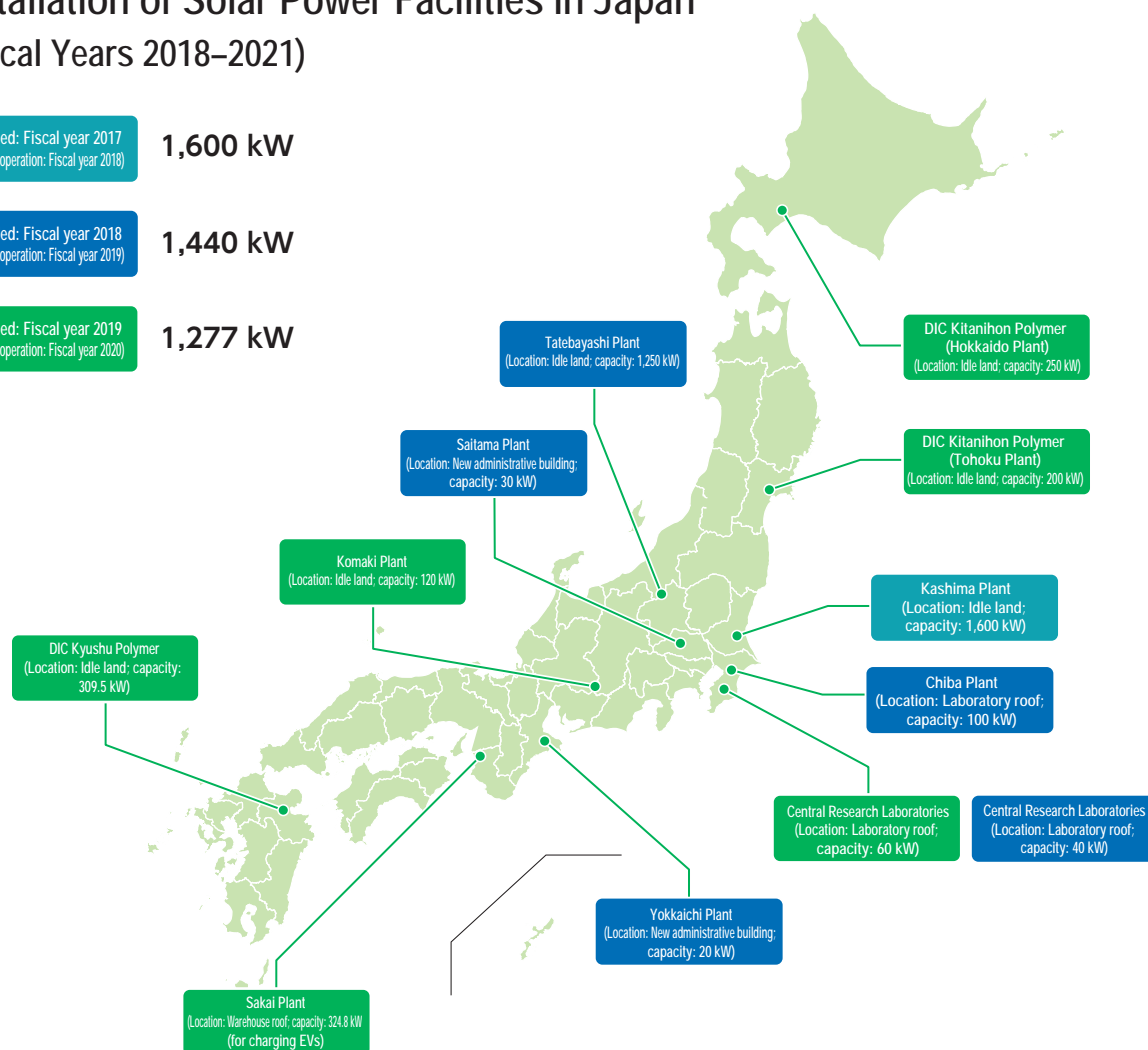 tallation of Solar Power Facilities in Japan
cal Years 2018–2021)
ed: Fiscal year 2017
operation: Fiscal year 2018)
1,600 kW
ed: Fiscal year 2018
operation: Fiscal year 2019)
1,440 kW
ed: Fiscal year 2019
operation: Fiscal year 2020)
1,277 kW
DIC Kitanihon Polymer
(Hokkaido Plant)
(Location: Idle land; capacity: 250 kW)
Tatebayashi Plant
(Location: Idle land; capacity: 1,250 kW)
DIC Kitanihon Polymer
(Tohoku Plant)
(Location: Idle land; capacity: 200 kW)
Saitama Plant
(Location: New administrative building;
capacity: 30 kW)
Komaki Plant
(Location: Idle land; capacity: 120 kW)
Kashima Plant
(Location: Idle land;
capacity: 1,600 kW)
DIC Kyushu Polymer
(Location: Idle land; capacity:
309.5 kW)
Chiba Plant
(Location: Laboratory roof;
capacity: 100 kW)
Central Research Laboratories
(Location: Laboratory roof;
capacity: 60 kW)
Central Research Laboratories
(Location: Laboratory roof;
capacity: 40 kW)
Yokkaichi Plant
(Location: New administrative building;
capacity: 20 kW)
Sakai Plant
(Location: Warehouse roof; capacity: 324.8 kW
(for charging EVs)